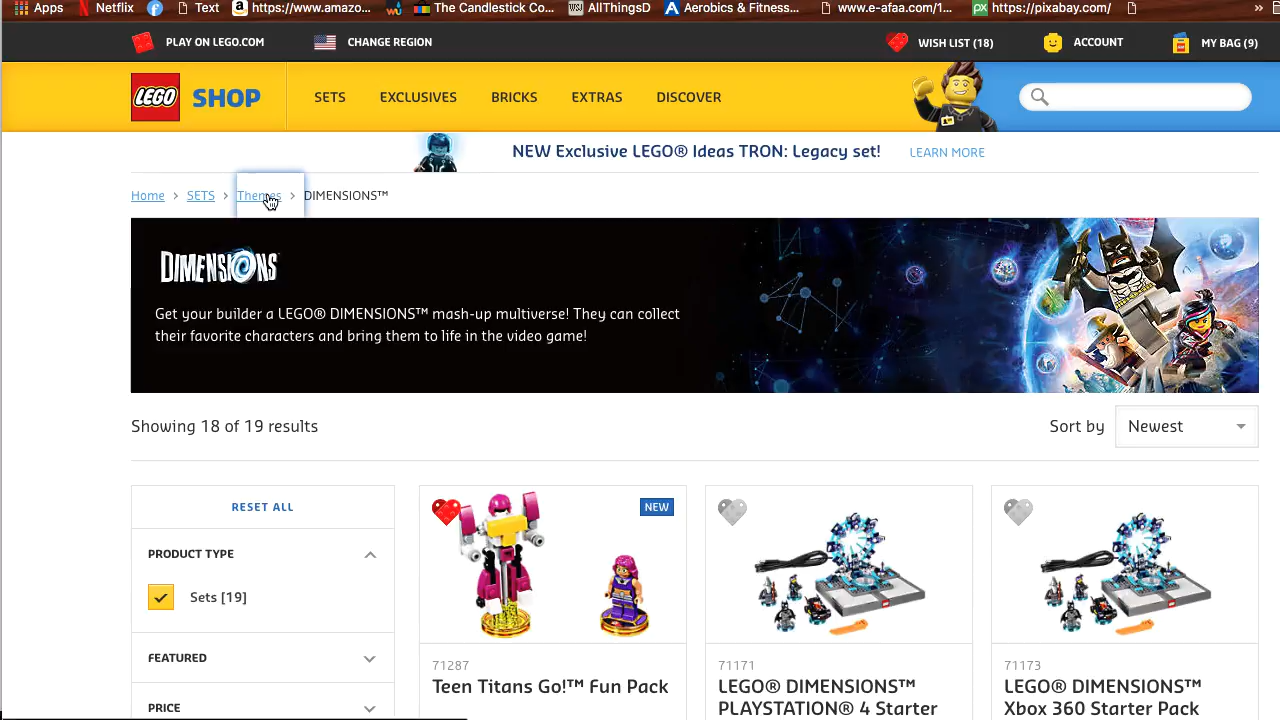 Apps Netflix Text https://www.amazo... The Candlestick Co... AllThingsD Aerobics & Fitness... www.e-afaa.com/1... https://pixabay.com/ »
PLAY ON LEGO.COM CHANGE REGION WISH LIST (18) ACCOUNT MY BAG (9)
LEGO SHOP SETS EXCLUSIVES BRICKS EXTRAS DISCOVER
NEW Exclusive LEGO® Ideas TRON: Legacy set! LEARN MORE
Home > SETS > Themes > DIMENSIONS™
DIMENSIONS
Get your builder a LEGO® DIMENSIONS™ mash-up multiverse! They can collect
their favorite characters and bring them to life in the video game!
Showing 18 of 19 results
Sort by Newest
RESET ALL
PRODUCT TYPE
Sets [19]
FEATURED
PRICE
NEW
71287
Teen Titans Go!™ Fun Pack
71171
LEGO® DIMENSIONS™
PLAYSTATION® 4 Starter
71173
LEGO® DIMENSIONS™
Xbox 360 Starter Pack